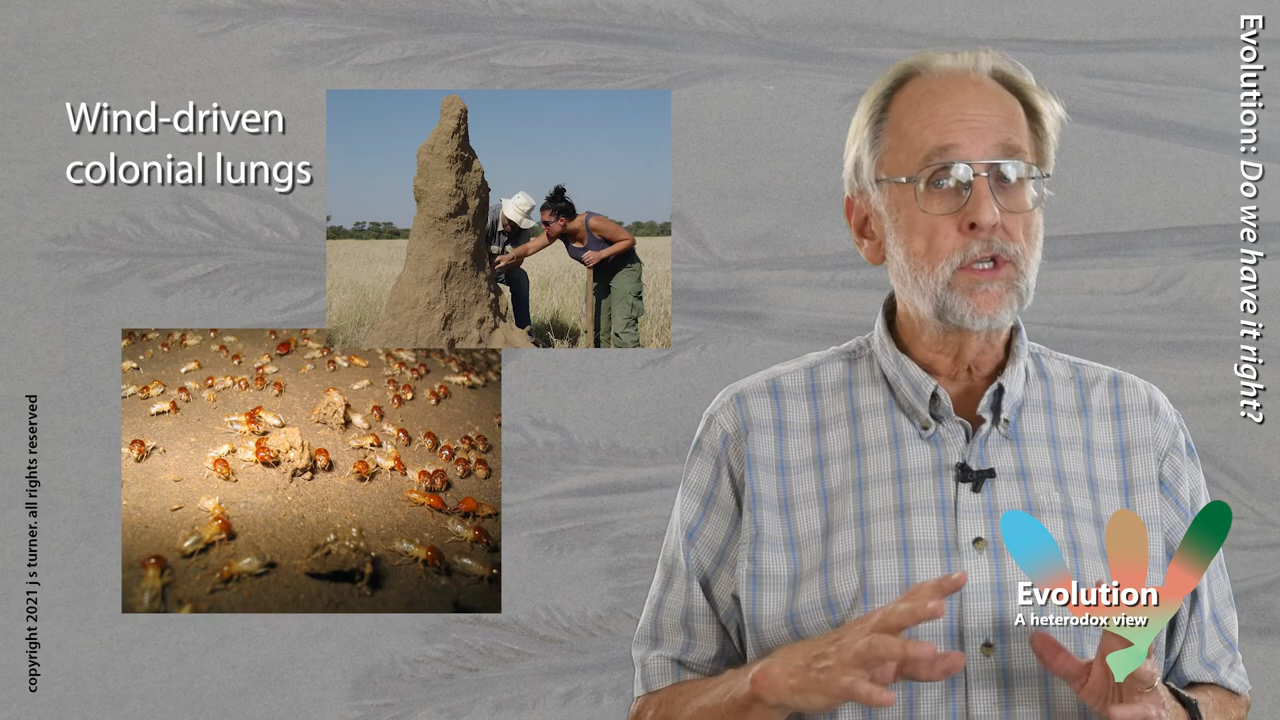 Wind-driven
colonial lungs
Evolution: Do we have it right?
Evolution
A heterodox view
copyright 2021 j s turner. all rights reserved